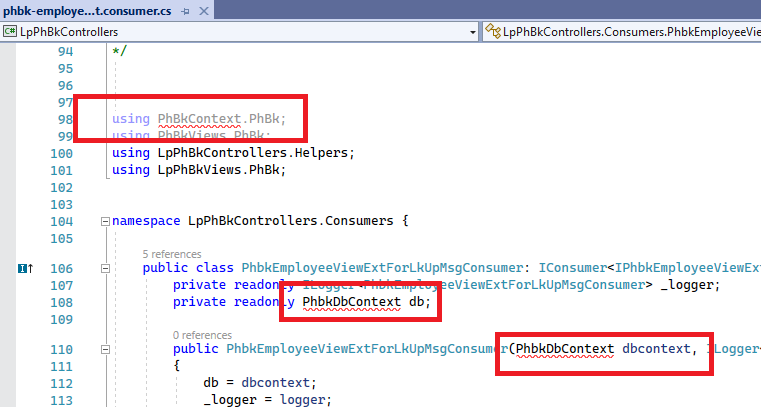 phbk-employe...t.consumer.cs
LpPhBkControllers
LpPhBkControllers.Consumers.PhbkEmployeeView
94 */
95
96
97
98 using PhBkContext.PhBk;
99 using PhBkViews.PhBk;
100 using LpPhBkControllers.Helpers;
101 using LpPhBkViews.PhBk;
102
103
104 namespace LpPhBkControllers.Consumers {
105
5 references
106 public class PhbkEmployeeViewExtForLkUpMsgConsumer: IConsumer<IPhbkEmployeeViewExt
107 private readonly ILogger<PhbkEmployeeViewExtForLkUpMsgConsumer> _logger;
108 private readonly PhbkDbContext db;
109
0 references
110 public PhbkEmployeeViewExtForLkUpMsgConsumer(PhbkDbContext dbcontext, ILogger<
111 {
112 db = dbcontext;
113 _logger = logger;